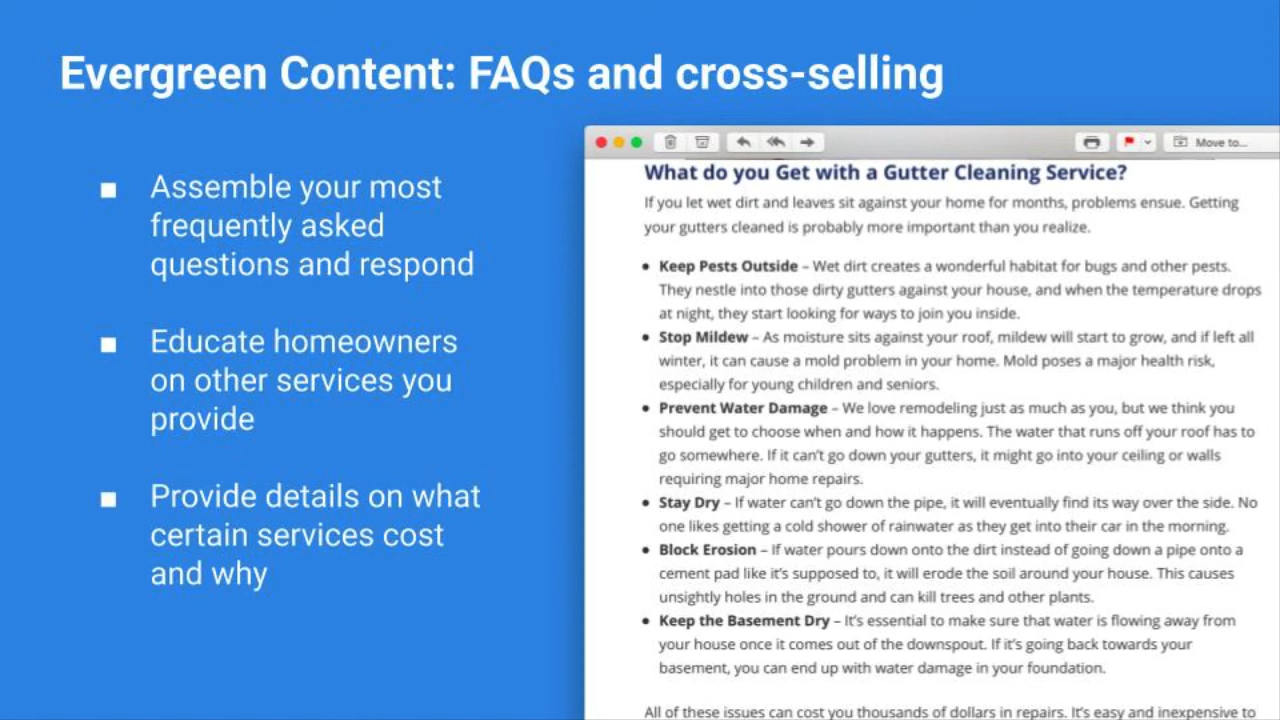 Evergreen Content: FAQs and cross-selling
■ Assemble your most
frequently asked
questions and respond
■ Educate homeowners
on other services you
provide
■ Provide details on what
certain services cost
and why
Move to...
What do you Get with a Gutter Cleaning Service?
If you let wet dirt and leaves sit against your home for months, problems ensue. Getting
your gutters cleaned is probably more important than you realize.
• Keep Pests Outside – Wet dirt creates a wonderful habitat for bugs and other pests.
They nestle into those dirty gutters against your house, and when the temperature drops
at night, they start looking for ways to join you inside.
• Stop Mildew – As moisture sits against your roof, mildew will start to grow, and if left all
winter, it can cause a mold problem in your home. Mold poses a major health risk,
especially for young children and seniors.
• Prevent Water Damage – We love remodeling just as much as you, but we think you
should get to choose when and how it happens. The water that runs off your roof has to
go somewhere. If it can't go down your gutters, it might go into your ceiling or walls
requiring major home repairs.
• Stay Dry – If water can't go down the pipe, it will eventually find its way over the side. No
one likes getting a cold shower of rainwater as they get into their car in the morning.
• Block Erosion – If water pours down onto the dirt instead of going down a pipe onto a
cement pad like it's supposed to, it will erode the soil around your house. This causes
unsightly holes in the ground and can kill trees and other plants.
• Keep the Basement Dry – It's essential to make sure that water is flowing away from
your house once it comes out of the downspout. If it's going back towards your
basement, you can end up with water damage in your foundation.
All of these issues can cost you thousands of dollars in repairs. It's easy and inexpensive to